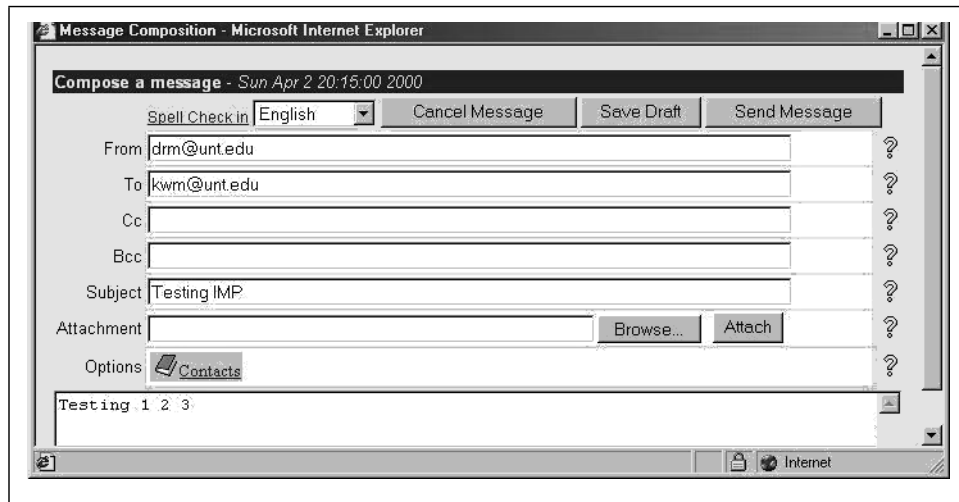 Message Composition - Microsoft Internet Explorer
Compose a message - Sun Apr 2 20:15:00 2000
Spell Check in English Cancel Message Save Draft Send Message
From drm@unt.edu ?
To kwm@unt.edu ?
Cc ?
Bcc ?
Subject Testing IMP ?
Attachment Browse... Attach ?
Options Contacts ?
Testing 1 2 3
Internet